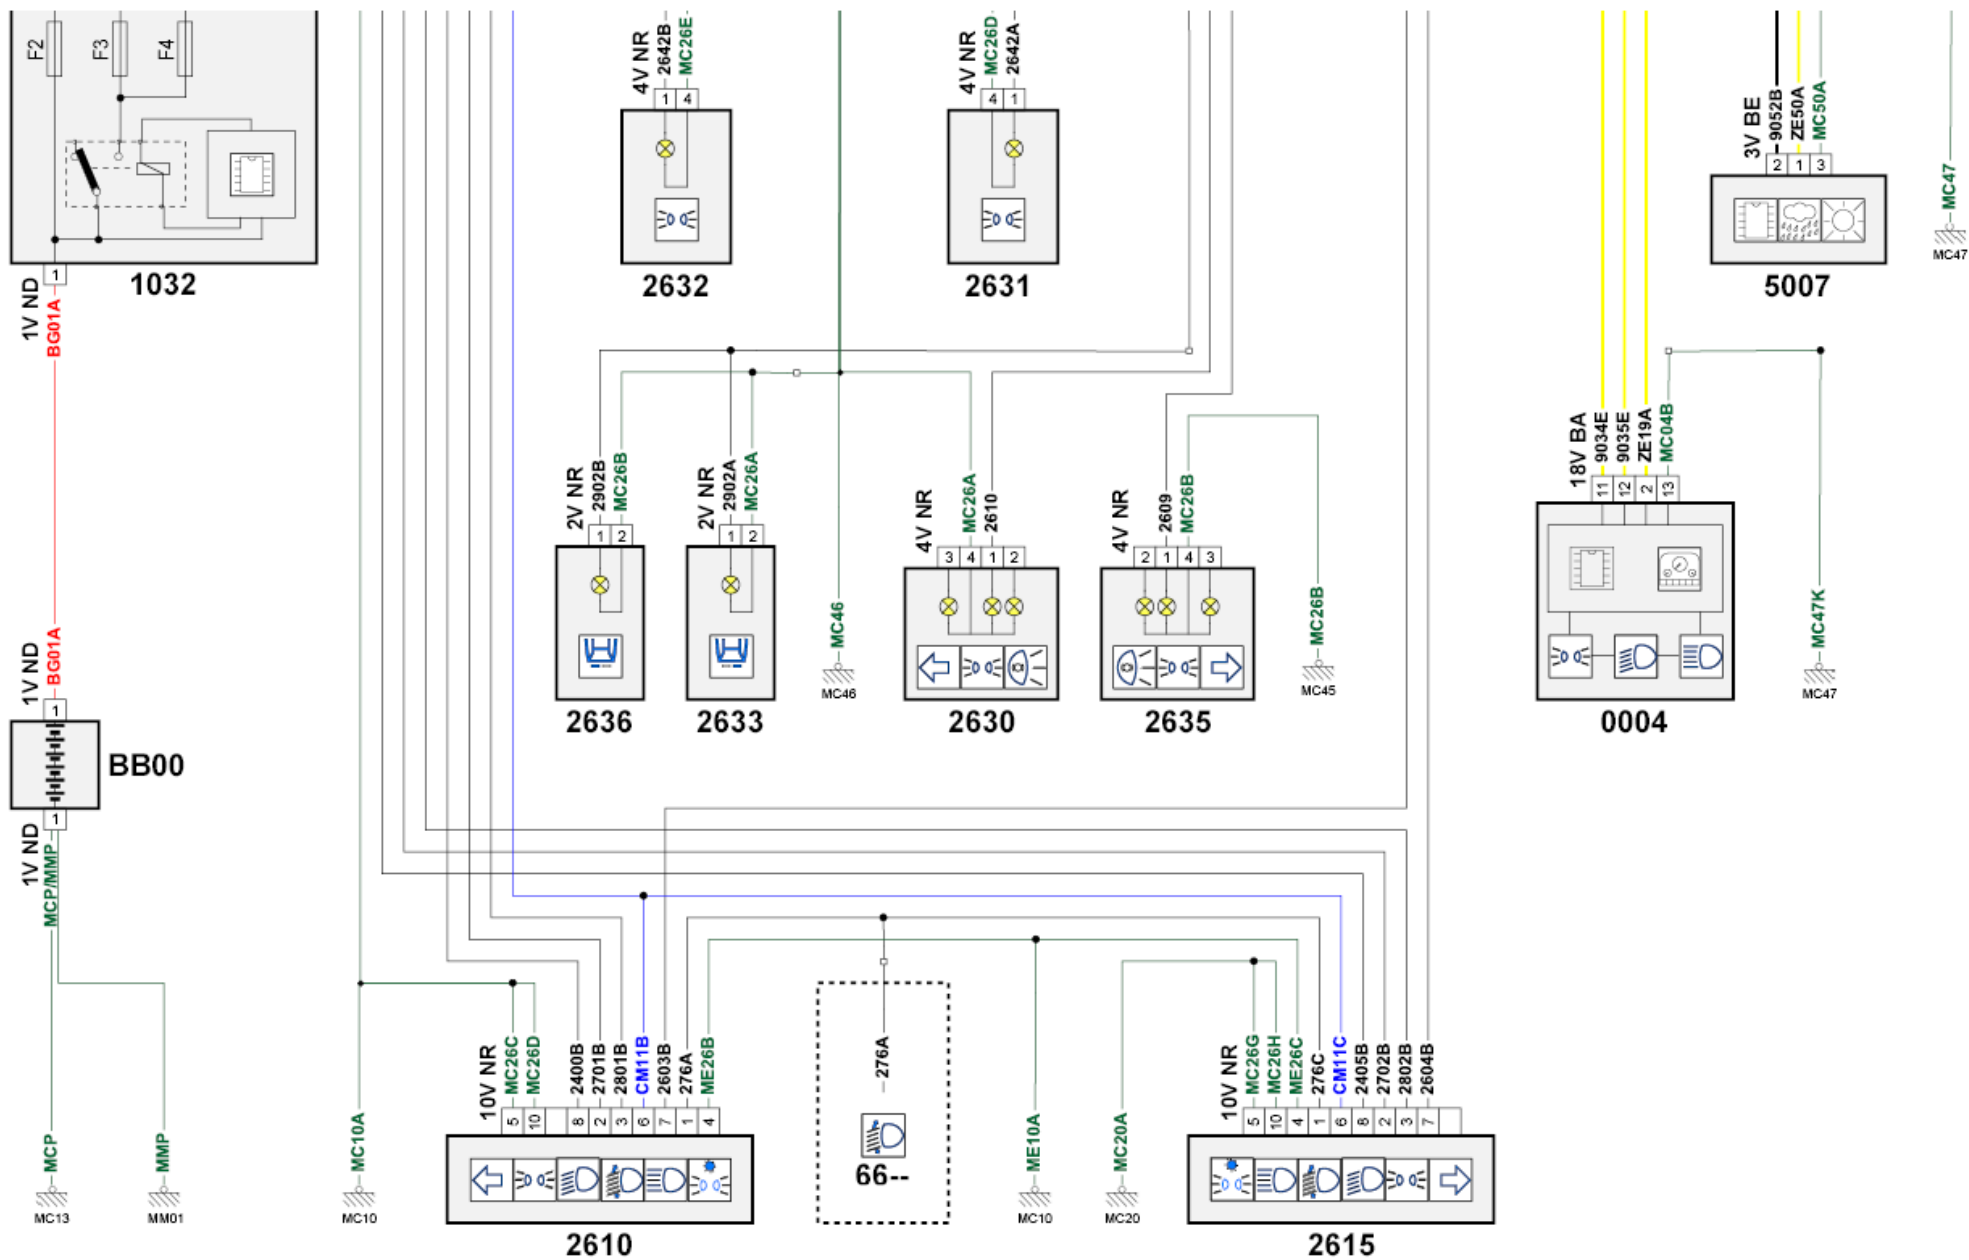 F2
F3
F4
1
1032
1V ND
BG01A
BG01A
1V ND
1
BB00
1
1V ND
MCP/MMP
MCP
MMP
MC13
MM01
4V NR
2642B
MC26E
1 4
2632
4V NR
MC26D
2642A
4 1
2631
3V BE
9052B
ZE50A
MC50A
2 1 3
5007
MC47
MC47
2V NR
2902B
MC26B
1 2
2636
2V NR
2902A
MC26A
1 2
2633
MC46
MC46
4V NR
MC26A
2610
3 4 1 2
2630
4V NR
2609
MC26B
2 1 4 3
2635
MC26B
MC45
18V BA
9034E
9035E
ZE19A
MC04B
11 12 2 13
0004
MC47K
MC47
MC10A
MC10
10V NR
MC26C
MC26D
2400B
2701B
2801B
CM11B
2603B
276A
ME26B
5 10 8 2 3 6 7 1 4
2610
276A
66--
ME10A
MC10
MC20A
MC20
10V NR
MC26G
MC26H
ME26C
276C
CM11C
2405B
2702B
2802B
2604B
5 10 4 1 6 8 2 3 7
2615